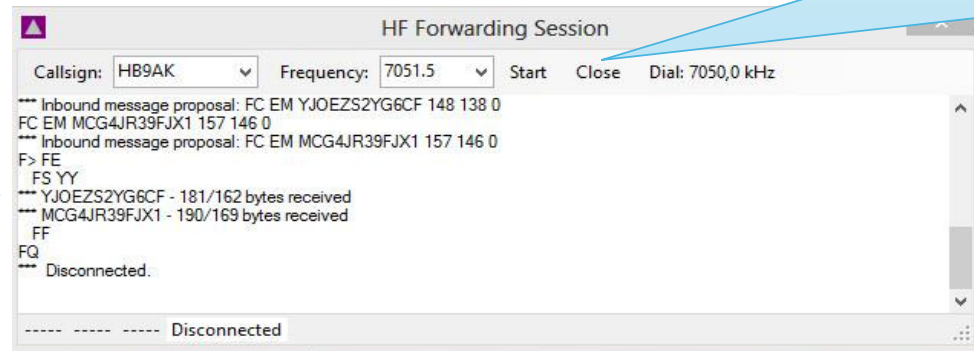 HF Forwarding Session
Callsign: HB9AK Frequency: 7051.5 Start Close Dial: 7050,0 kHz
*** Inbound message proposal: FC EM YJOEZS2YG6CF 148 138 0
FC EM MCG4JR39FJX1 157 146 0
*** Inbound message proposal: FC EM MCG4JR39FJX1 157 146 0
F> FE
FS YY
*** YJOEZS2YG6CF - 181/162 bytes received
*** MCG4JR39FJX1 - 190/169 bytes received
FF
FQ
*** Disconnected.
----- ----- ----- Disconnected